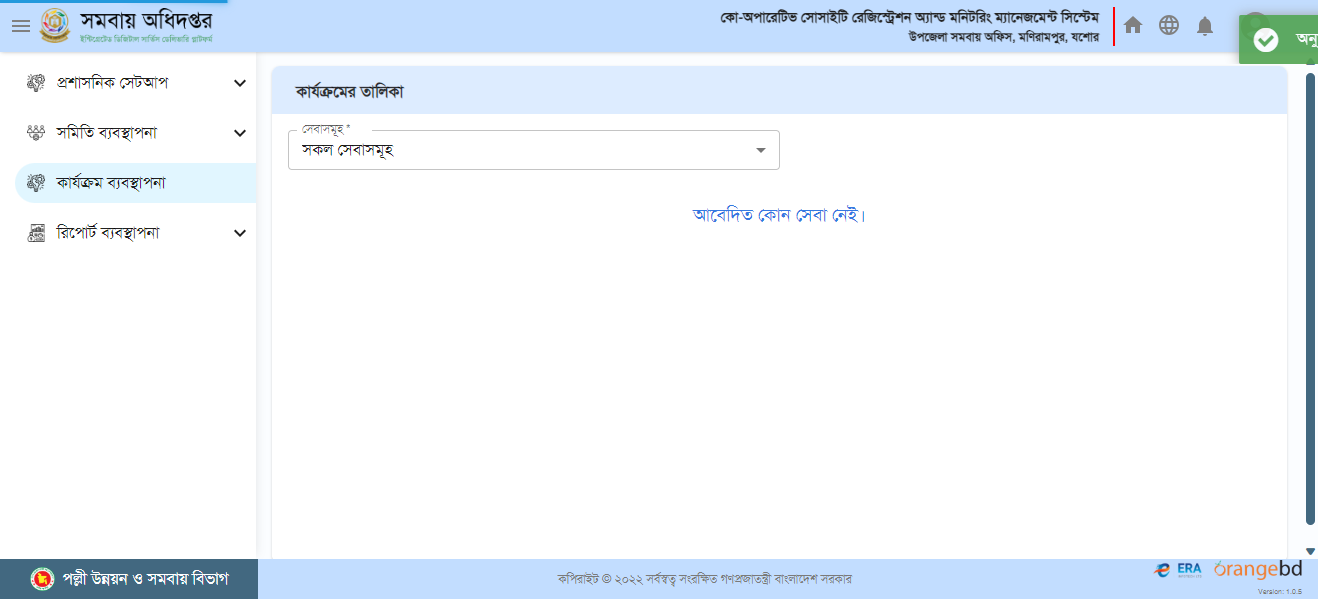 সমবায় অধিদপ্তর
ইন্টিগ্রেটেড ডিজিটাল সার্ভিস ডেলিভারি প্লাটফর্ম
কো-অপারেটিভ সোসাইটি রেজিস্ট্রেশন অ্যান্ড মনিটরিং ম্যানেজমেন্ট সিস্টেম
উপজেলা সমবায় অফিস, মণিরামপুর, যশোর
প্রশাসনিক সেটআপ
সমিতি ব্যবস্থাপনা
কার্যক্রম ব্যবস্থাপনা
রিপোর্ট ব্যবস্থাপনা
কার্যক্রমের তালিকা
সেবাসমূহ *
সকল সেবাসমূহ
আবেদিত কোন সেবা নেই।
পল্লী উন্নয়ন ও সমবায় বিভাগ
কপিরাইট © ২০২২ সর্বস্বত্ব সংরক্ষিত গণপ্রজাতন্ত্রী বাংলাদেশ সরকার
ERA
orangebd
Version: 1.0.5